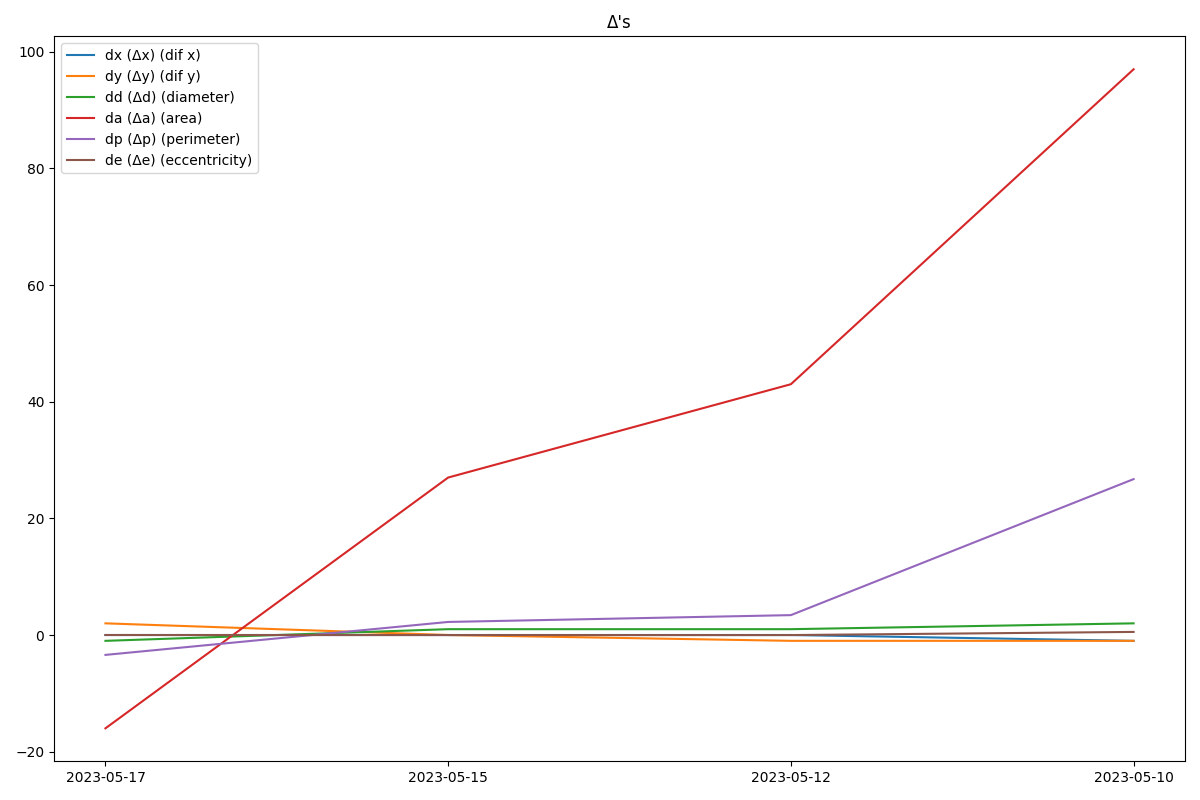 Δ's
100
80
60
40
20
0
−20
dx (Δx) (dif x)
dy (Δy) (dif y)
dd (Δd) (diameter)
da (Δa) (area)
dp (Δp) (perimeter)
de (Δe) (eccentricity)
2023-05-17 2023-05-15 2023-05-12 2023-05-10